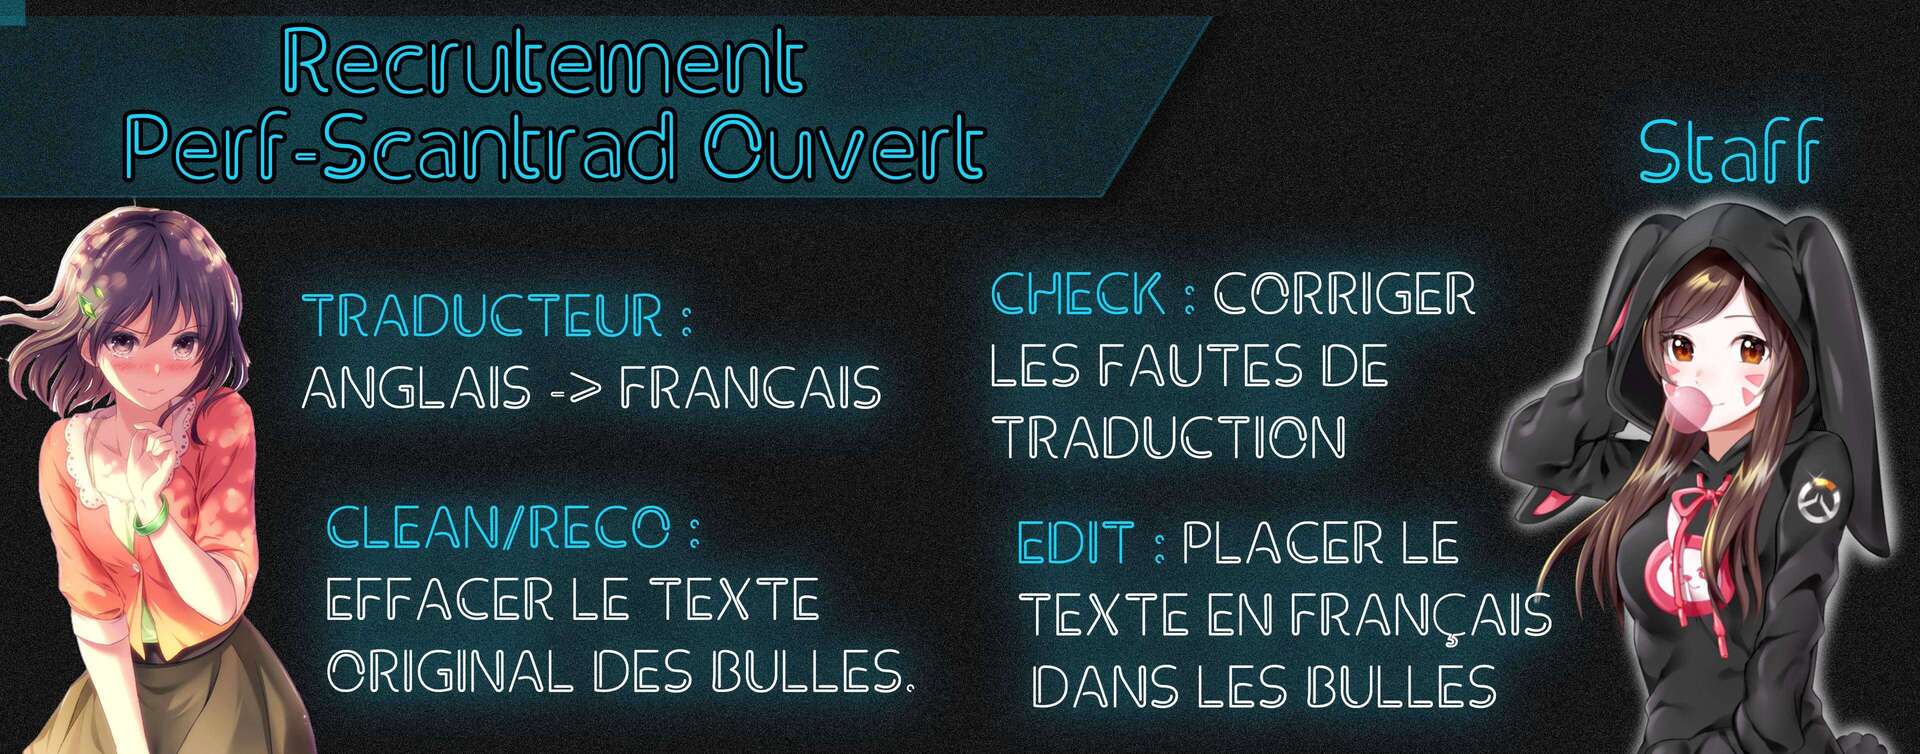 Recrutement
Perf-Scantrad Ouvert
Staff
TRADUCTEUR :
ANGLAIS -> FRANCAIS
CLEAN/RECO :
EFFACER LE TEXTE
ORIGINAL DES BULLES.
CHECK : CORRIGER
LES FAUTES DE
TRADUCTION
EDIT : PLACER LE
TEXTE EN FRANÇAIS
DANS LES BULLES